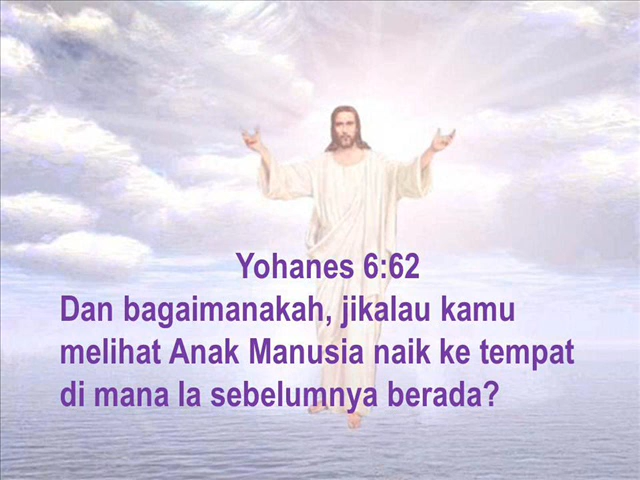 Yohanes 6:62
Dan bagaimanakah, jikalau kamu
melihat Anak Manusia naik ke tempat
di mana Ia sebelumnya berada?